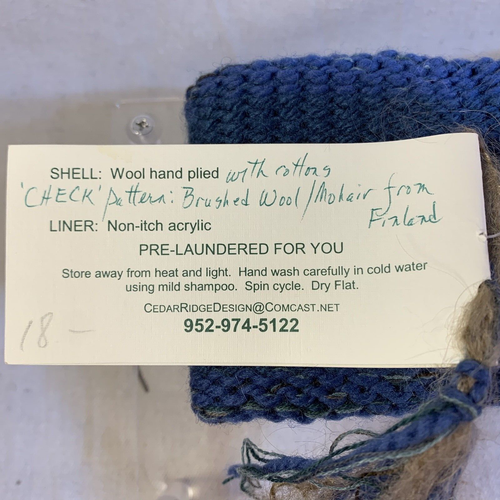 SHELL: Wool hand plied with cottons
'CHECK' pattern: Brushed Wool/Mohair from Finland
LINER: Non-itch acrylic
PRE-LAUNDERED FOR YOU
Store away from heat and light. Hand wash carefully in cold water
using mild shampoo. Spin cycle. Dry Flat.
CEDARRIDGEDESIGN@COMCAST.NET
952-974-5122
18-